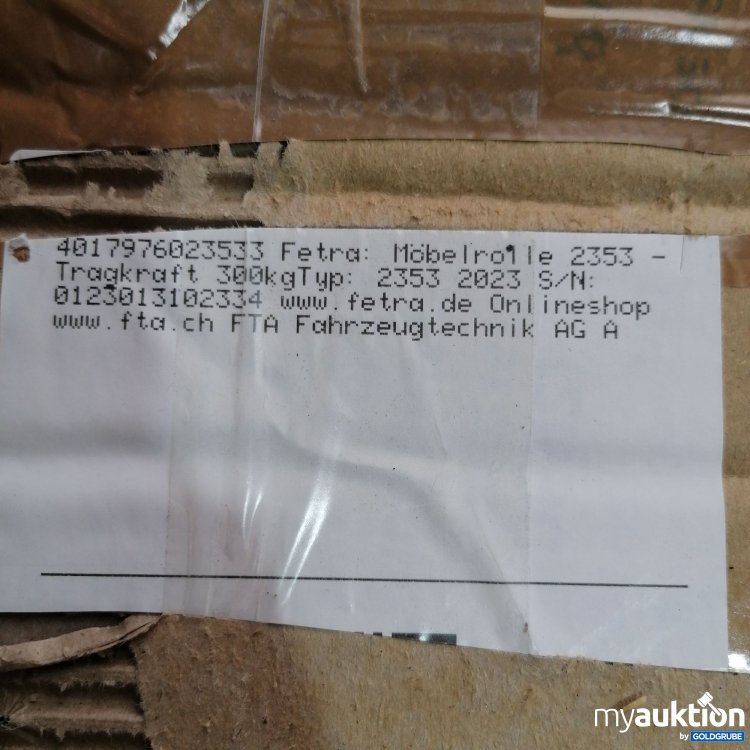 4017976023533 Fetra: Möbelrolle 2353 -
Tragkraft 300kgTyp: 2353 2023 S/N:
0123013102334 www.fetra.de Onlineshop
www.fta.ch FTA Fahrzeugtechnik AG A
myauktion
by GOLDGRUBE